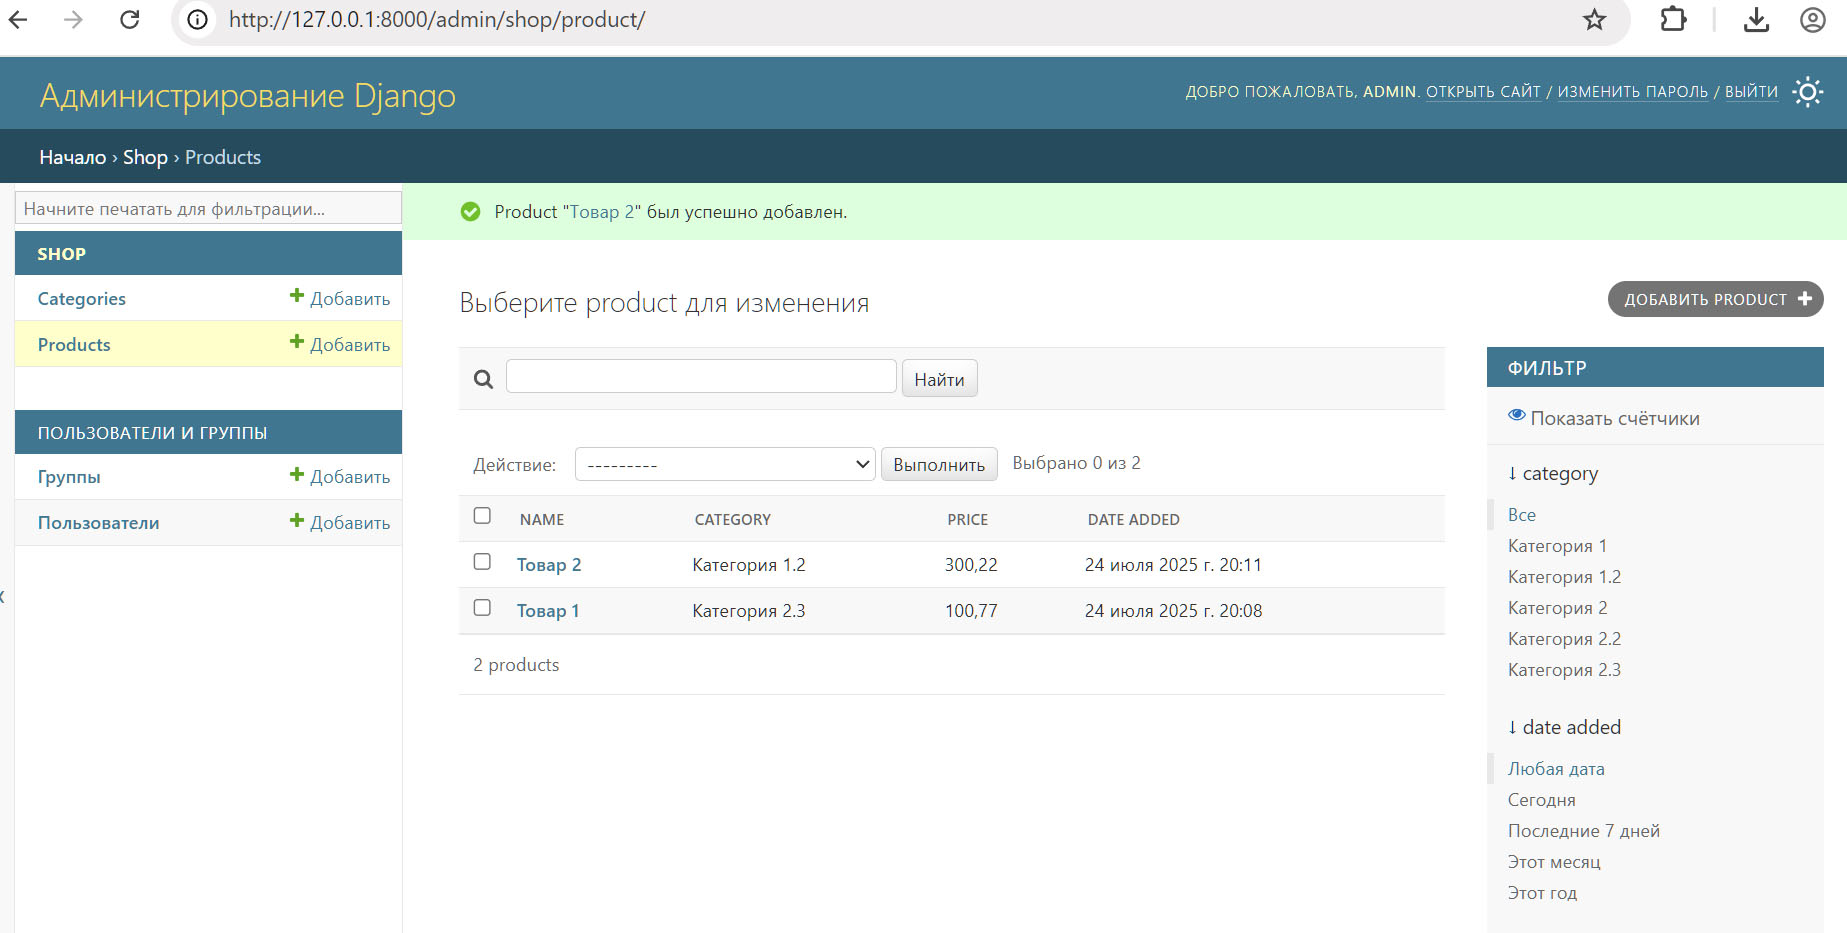 http://127.0.0.1:8000/admin/shop/product/
Администрирование Django
ДОБРО ПОЖАЛОВАТЬ, ADMIN. ОТКРЫТЬ САЙТ / ИЗМЕНИТЬ ПАРОЛЬ / ВЫЙТИ
Начало › Shop › Products
Начните печатать для фильтрации...
SHOP
Categories Добавить
Products Добавить
ПОЛЬЗОВАТЕЛИ И ГРУППЫ
Группы Добавить
Пользователи Добавить
Product "Товар 2" был успешно добавлен.
Выберите product для изменения
ДОБАВИТЬ PRODUCT
Найти
Действие: --------- Выполнить Выбрано 0 из 2
NAME CATEGORY PRICE DATE ADDED
Товар 2 Категория 1.2 300,22 24 июля 2025 г. 20:11
Товар 1 Категория 2.3 100,77 24 июля 2025 г. 20:08
2 products
ФИЛЬТР
Показать счётчики
↓ category
Все
Категория 1
Категория 1.2
Категория 2
Категория 2.2
Категория 2.3
↓ date added
Любая дата
Сегодня
Последние 7 дней
Этот месяц
Этот год